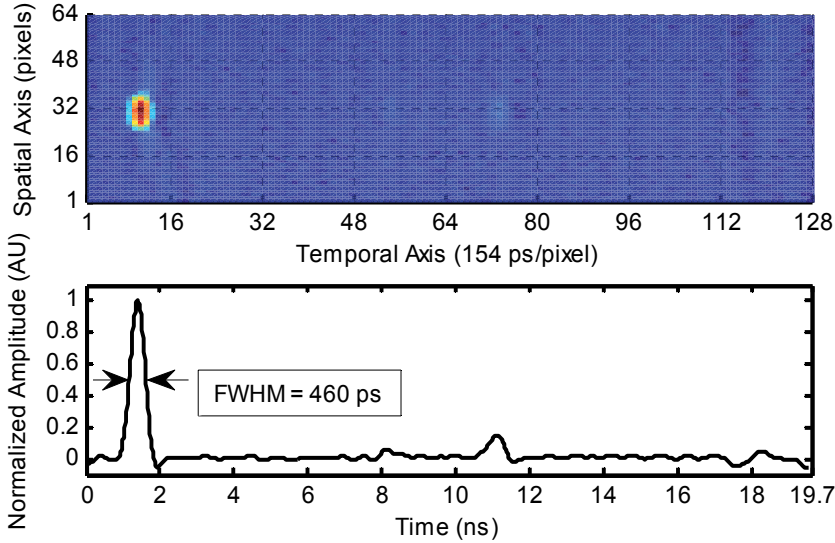 Spatial Axis (pixels)
64
48
32
16
1
1 16 32 48 64 80 96 112 128
Temporal Axis (154 ps/pixel)
Normalized Amplitude (AU)
1
0.8
0.6
0.4
0.2
0
FWHM = 460 ps
0 2 4 6 8 10 12 14 16 18 19.7
Time (ns)